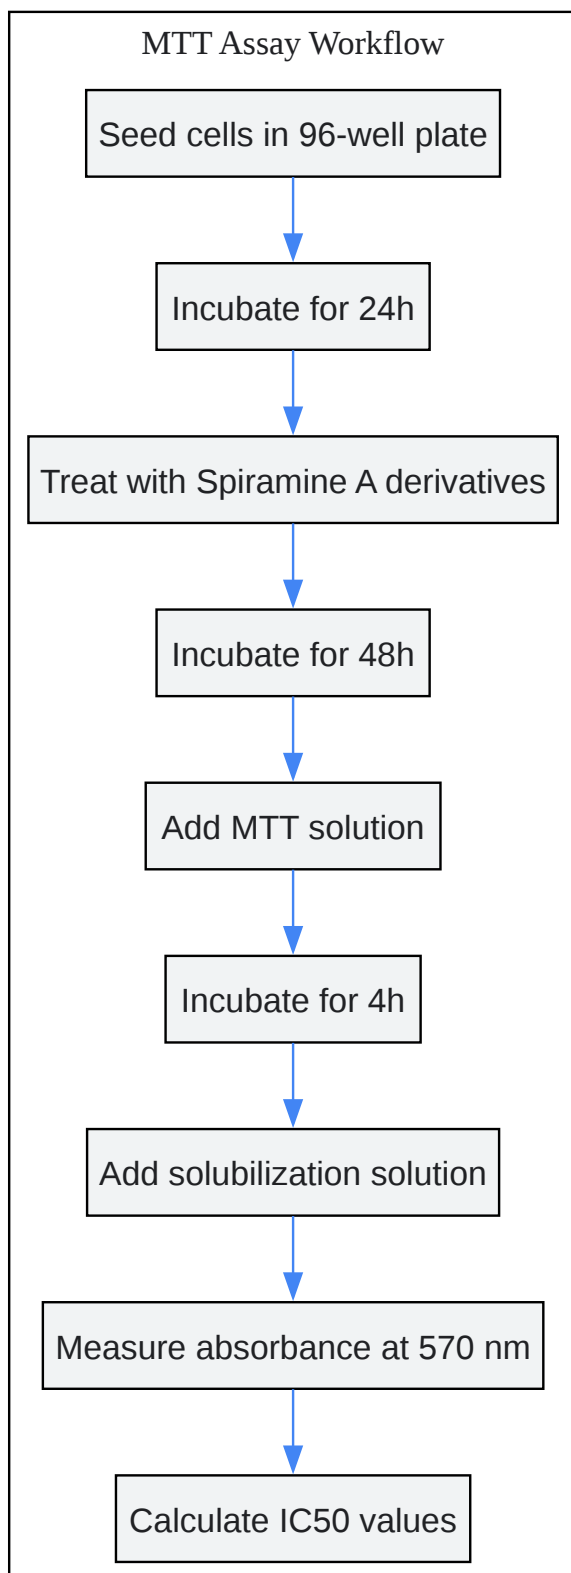 MTT Assay Workflow
Seed cells in 96-well plate
Incubate for 24h
Treat with Spiramine A derivatives
Incubate for 48h
Add MTT solution
Incubate for 4h
Add solubilization solution
Measure absorbance at 570 nm
Calculate IC50 values